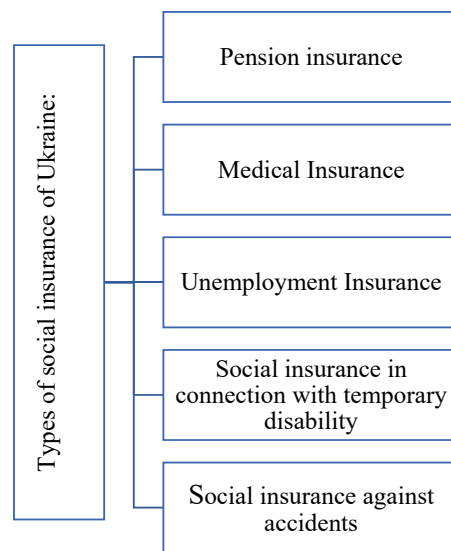 Types of social insurance of Ukraine:
Pension insurance
Medical Insurance
Unemployment Insurance
Social insurance in
connection with temporary
disability
Social insurance against
accidents